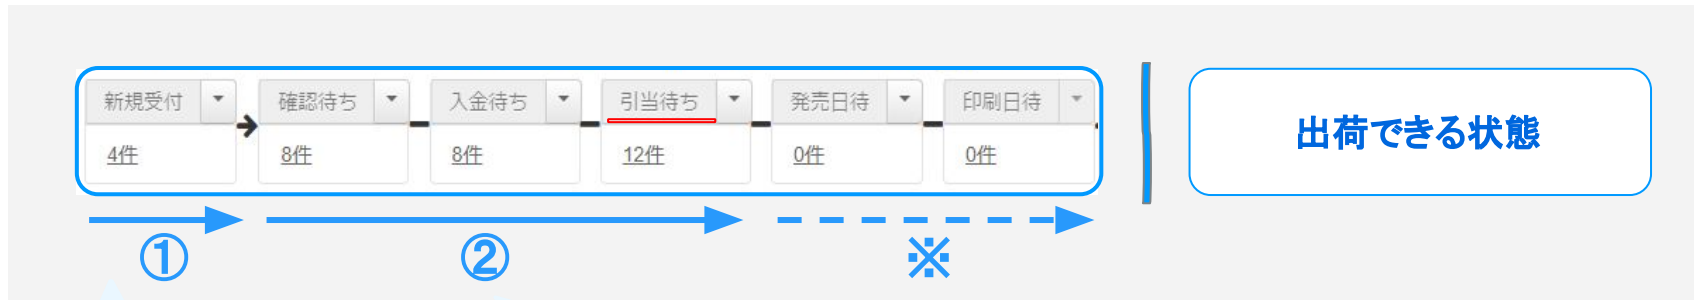 新規受付
確認待ち
入金待ち
引当待ち
発売日待
印刷日待
4件
8件
8件
12件
0件
0件
出荷できる状態
①
②
※